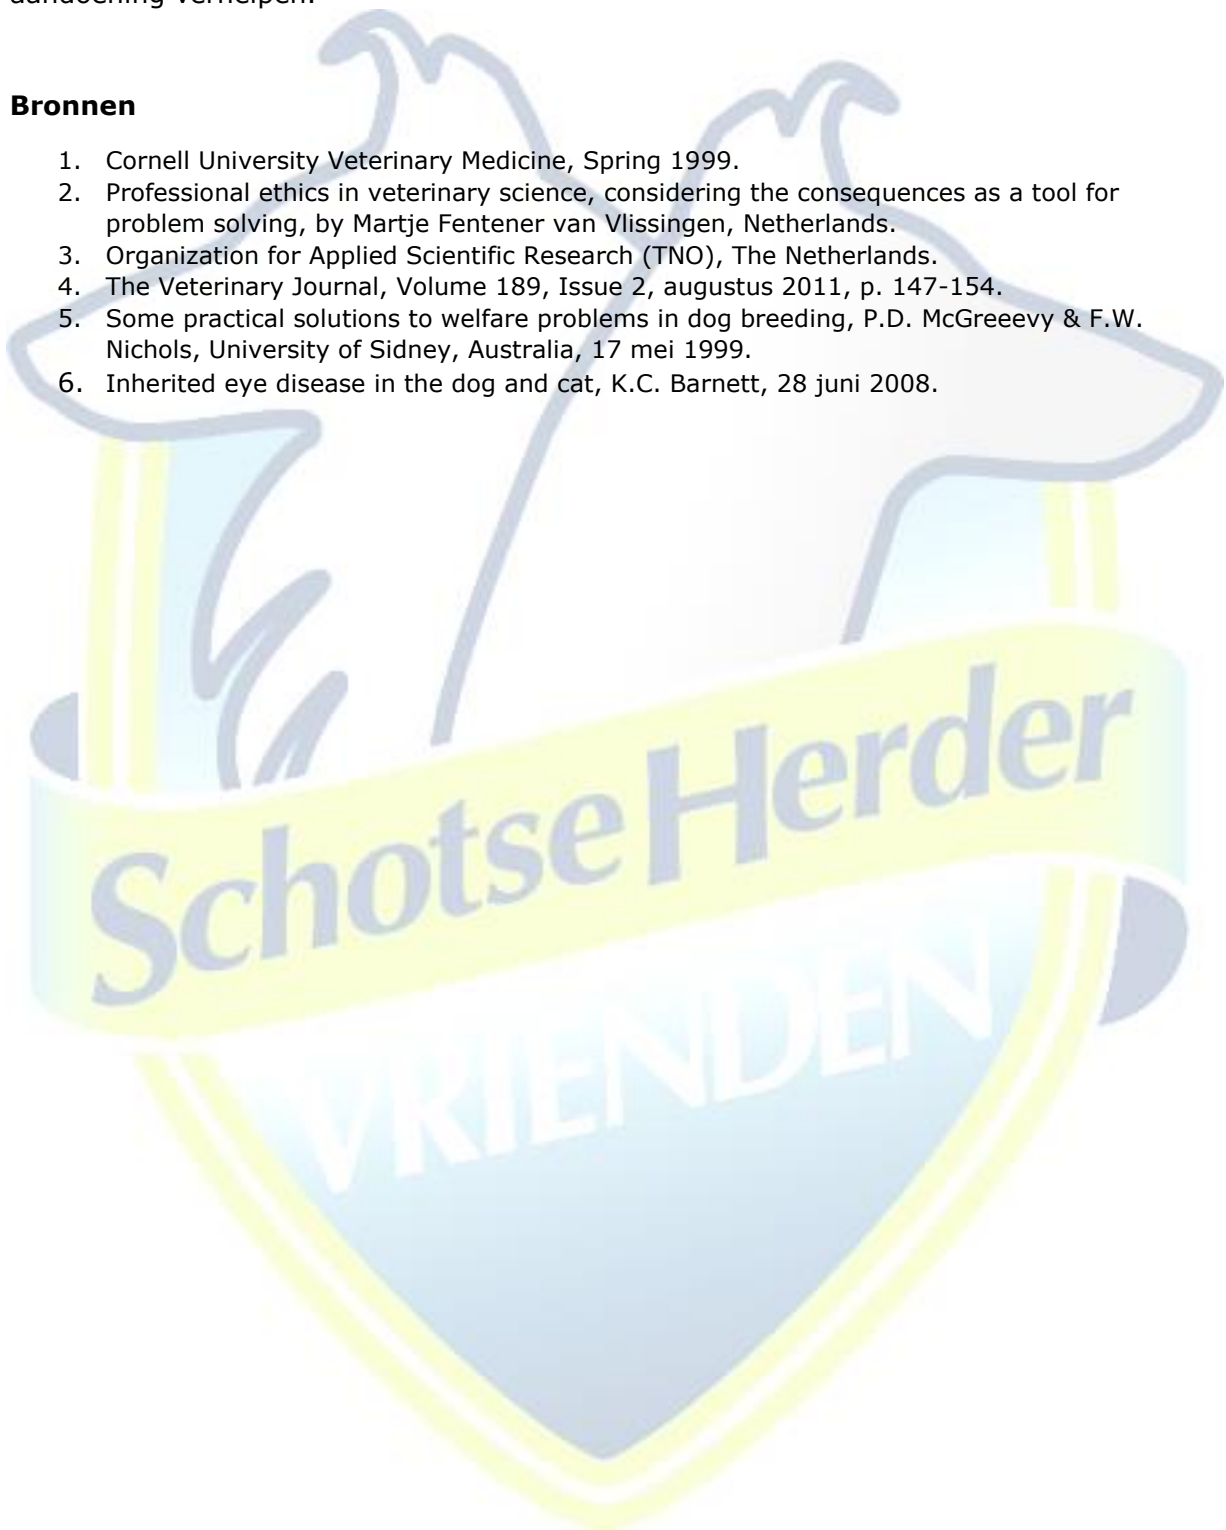 aandoening verhelpen.
Bronnen
1. Cornell University Veterinary Medicine, Spring 1999.
2. Professional ethics in veterinary science, considering the consequences as a tool for
problem solving, by Martje Fentener van Vlissingen, Netherlands.
3. Organization for Applied Scientific Research (TNO), The Netherlands.
4. The Veterinary Journal, Volume 189, Issue 2, augustus 2011, p. 147-154.
5. Some practical solutions to welfare problems in dog breeding, P.D. McGreeevy & F.W.
Nichols, University of Sidney, Australia, 17 mei 1999.
6. Inherited eye disease in the dog and cat, K.C. Barnett, 28 juni 2008.
Schotse Herder
VRIENDEN